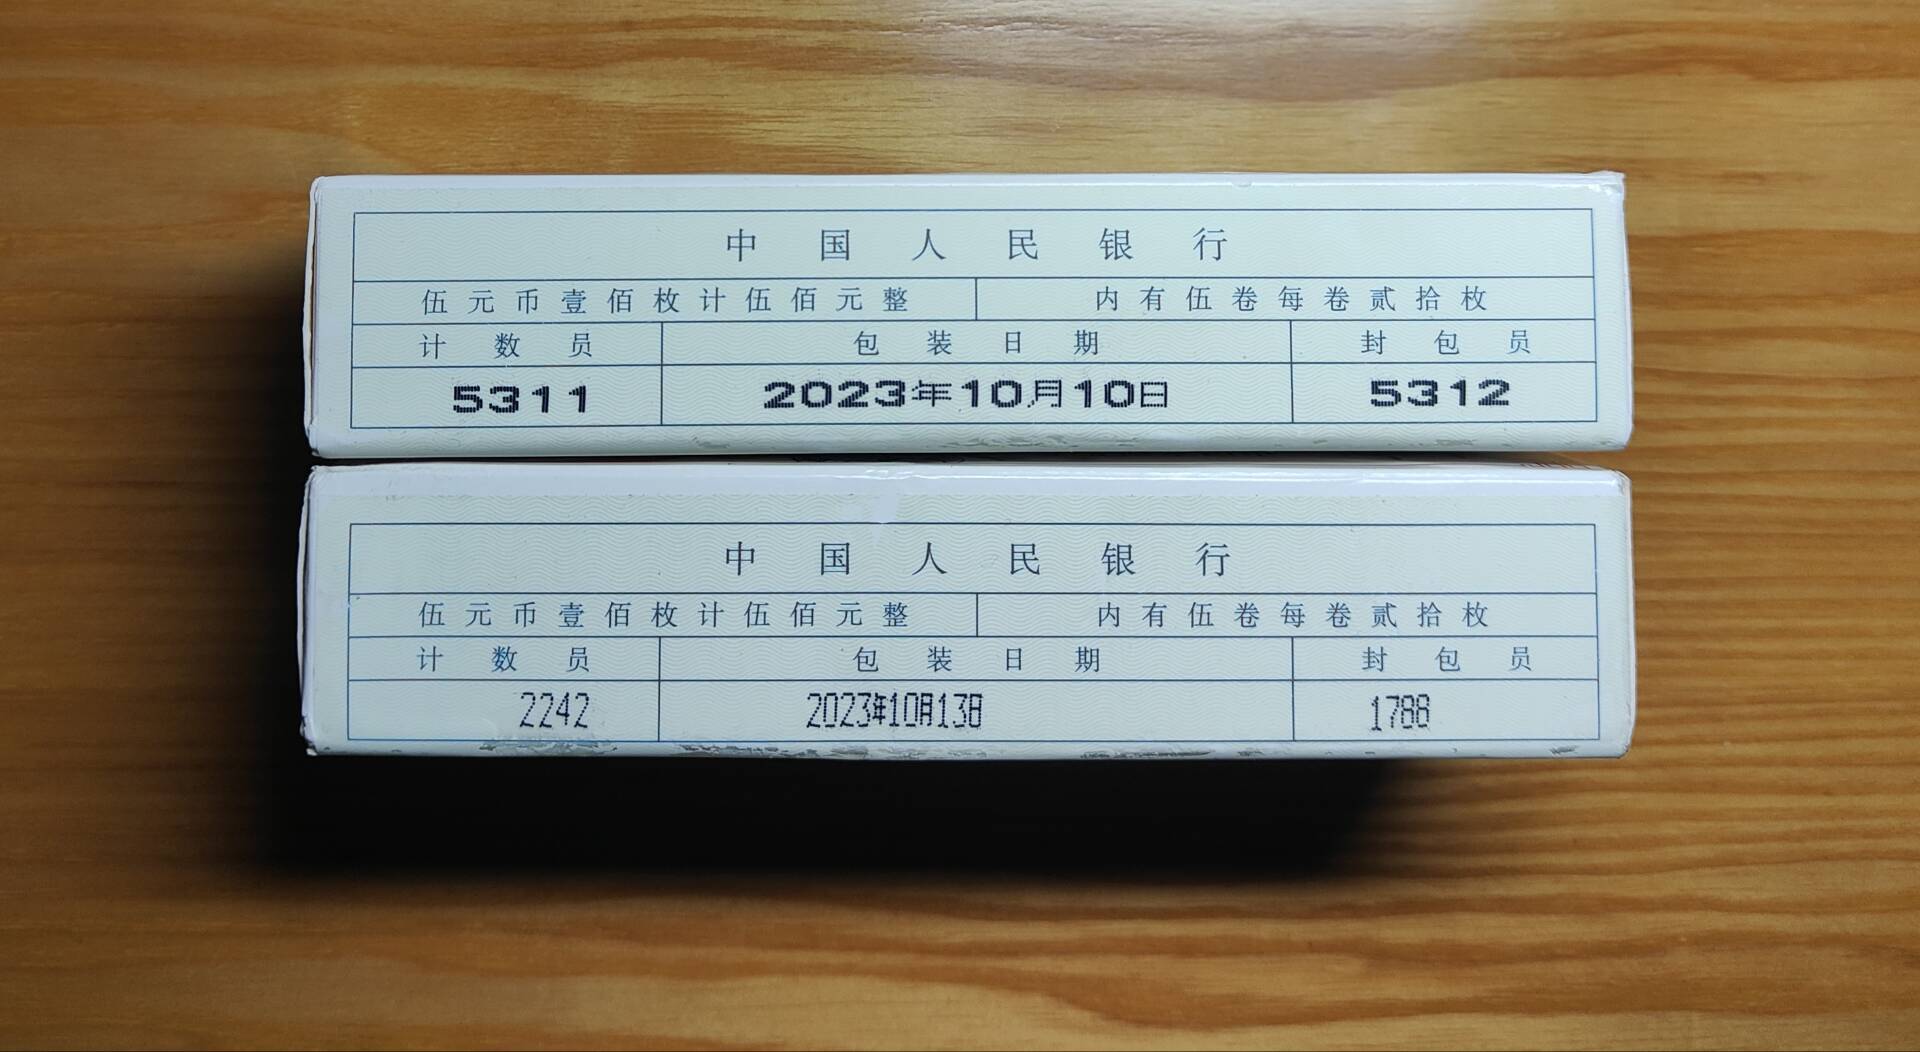 中国人民银行
伍元币壹佰枚计伍佰元整 内有伍卷每卷贰拾枚
计数员 包装日期 封包员
5311 2023年10月10日 5312
中国人民银行
伍元币壹佰枚计伍佰元整 内有伍卷每卷贰拾枚
计数员 包装日期 封包员
2242 2023年10月13日 1788